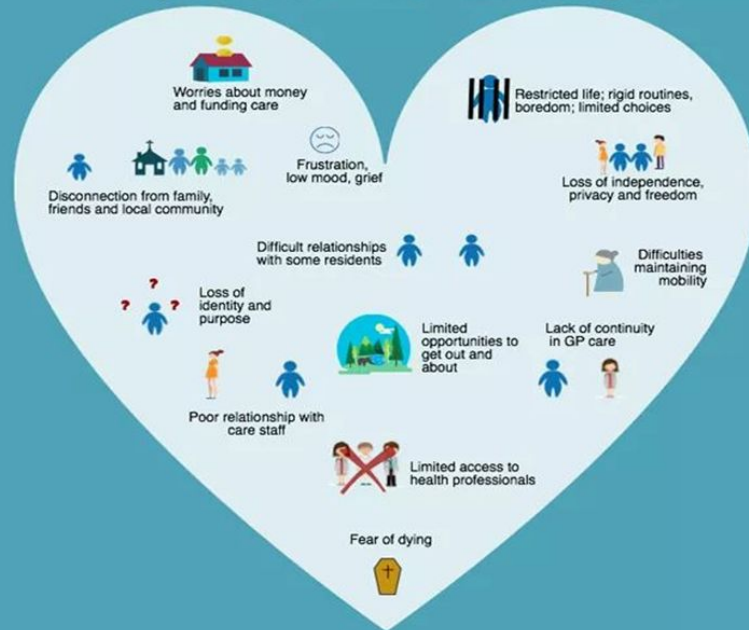 Worries about money
and funding care
Restricted life; rigid routines,
boredom; limited choices
Frustration,
low mood, grief
Disconnection from family,
friends and local community
Loss of independence,
privacy and freedom
Difficult relationships
with some residents
Difficulties
maintaining
mobility
Loss of
identity and
purpose
? ? ?
Limited
opportunities to
get out and
about
Lack of continuity
in GP care
Poor relationship with
care staff
Limited access to
health professionals
Fear of dying